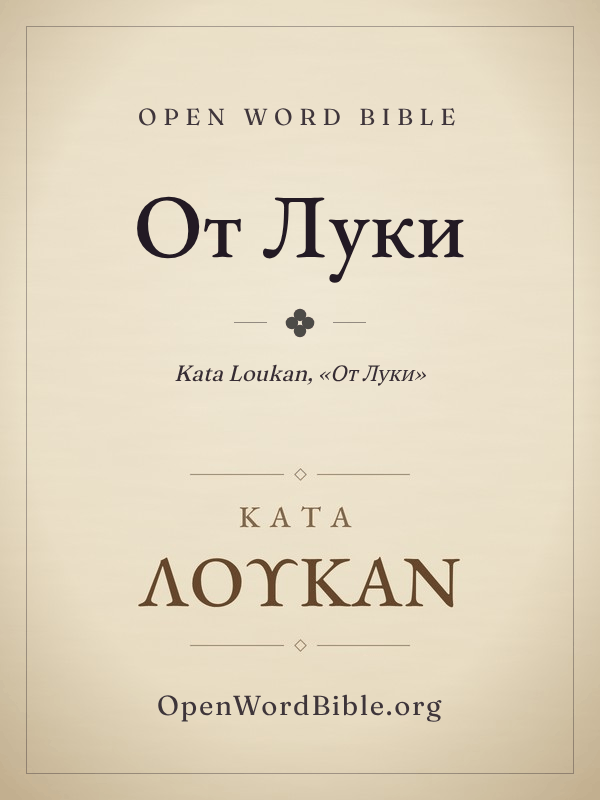 OPEN WORD BIBLE
От Луки
Kata Loukan, «От Луки»
ΚΑΤΑ
ΛΟΥΚΑΝ
OpenWordBible.org